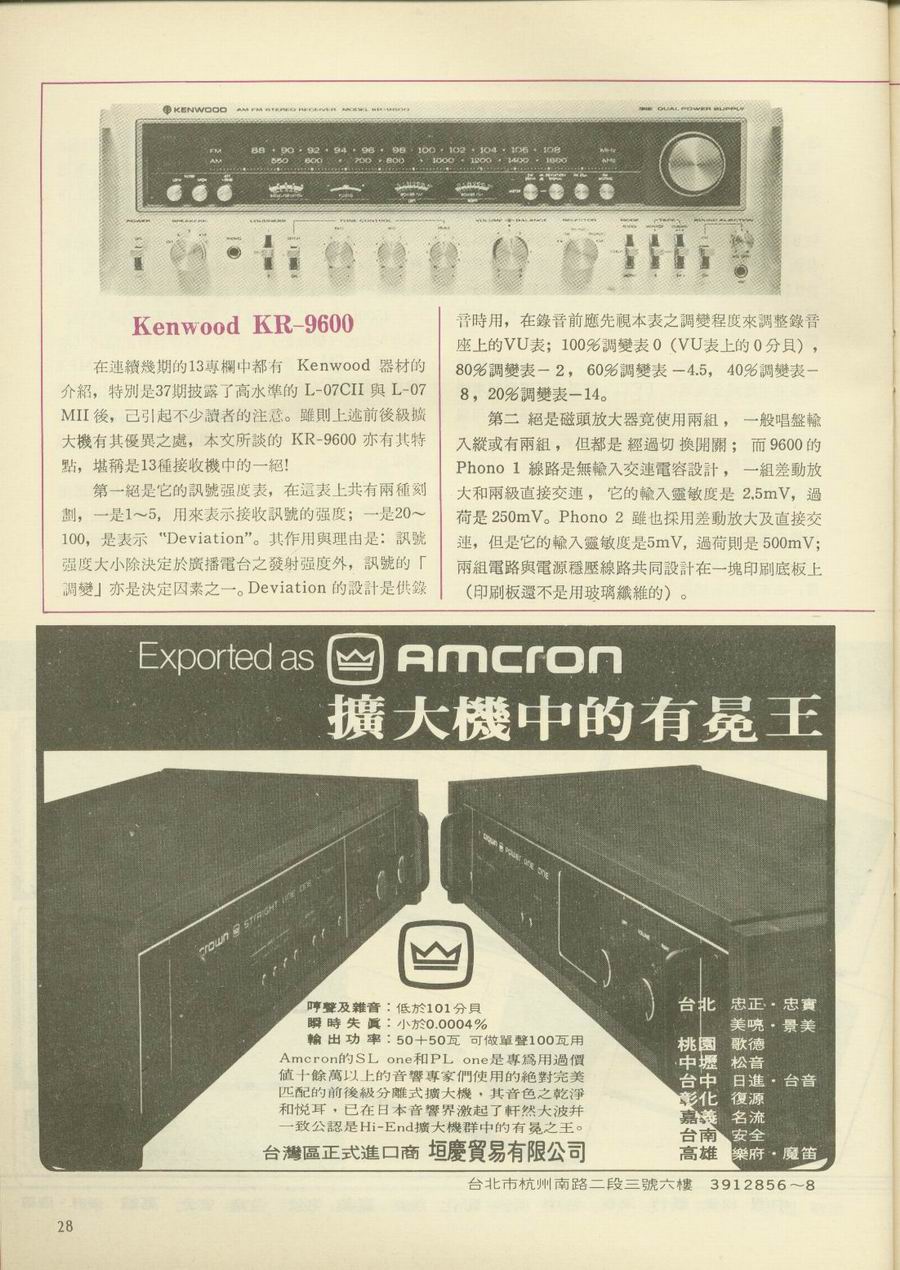 KENWOOD AM-FM STEREO RECEIVER MODEL KR-9600
DUAL POWER SUPPLY
FM 88 · 90 · 92 · 94 · 96 · 98 · 100 · 102 · 104 · 106 · 108 MHz
AM 550 600 · 700 · 800 · 1000 · 1200 · 1400 · 1600 kHz
POWER SPEAKERS LOUDNESS TONE CONTROL VOLUME BALANCE SELECTOR MODE TAPE
Kenwood KR-9600
在連續幾期的13專欄中都有 Kenwood 器材的
介紹，特別是37期披露了高水準的 L-07CII 與 L-07
MII 後，己引起不少讀者的注意。雖則上述前後級擴
大機有其優異之處，本文所談的 KR-9600 亦有其特
點，堪稱是13種接收機中的一絕!
第一絕是它的訊號强度表，在這表上共有兩種刻
劃，一是1～5，用來表示接收訊號的强度；一是20～
100，是表示 “Deviation”。其作用與理由是：訊號
强度大小除決定於廣播電台之發射强度外，訊號的「
調變」亦是決定因素之一。Deviation 的設計是供錄
音時用，在錄音前應先視本表之調變程度來調整錄音
座上的VU表；100%調變表 0（VU表上的 0 分貝），
80%調變表－2，60%調變表－4.5，40%調變表－
8，20%調變表－14。
第二 絕是磁頭放大器竟使用兩組，一般唱盤輸
入縱或有兩組，但都是 經過切 換開關；而 9600 的
Phono 1 線路是無輸入交連電容設計，一組差動放
大和兩級直接交連，它的輸入靈敏度是 2.5mV，過
荷是 250mV。Phono 2 雖也採用差動放大及直接交
連，但是它的輸入靈敏度是5mV，過荷則是 500mV；
兩組電路與電源穩壓線路共同設計在一塊印刷底板上
（印刷板還不是用玻璃纖維的）。
Exported as AMCRON
擴大機中的有冕王
crown STRAIGHT LINE ONE
crown POWER LINE ONE
哼聲及雜音：低於101分貝
瞬時失眞：小於0.0004%
輸出功率：50＋50瓦 可做單聲100瓦用
Amcron的SL one和PL one是專爲用過價
值十餘萬以上的音響專家們使用的絶對完美
匹配的前後級分離式擴大機，其音色之乾淨
和悦耳，已在日本音響界激起了軒然大波并
一致公認是Hi-End擴大機群中的有冕之王。
台灣區正式進口商 垣慶貿易有限公司
台北 忠正・忠實
美喨・景美
桃園 歌德
中壢 松音
台中 日進・台音
彰化 復源
嘉義 名流
台南 安全
高雄 樂府・魔笛
台北市杭州南路二段三號六樓 3912856～8
28